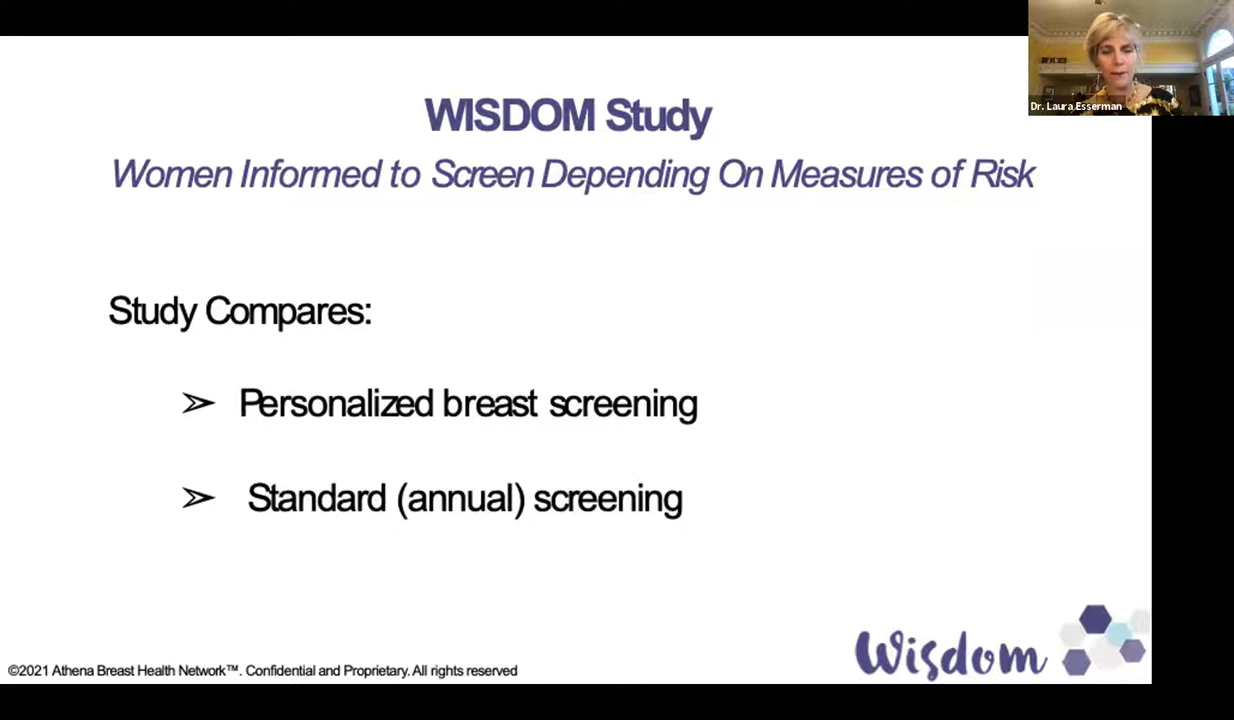 WISDOM Study
Women Informed to Screen Depending On Measures of Risk
Dr. Laura Esserman
Study Compares:
➢ Personalized breast screening
➢ Standard (annual) screening
Wisdom
©2021 Athena Breast Health Network™. Confidential and Proprietary. All rights reserved